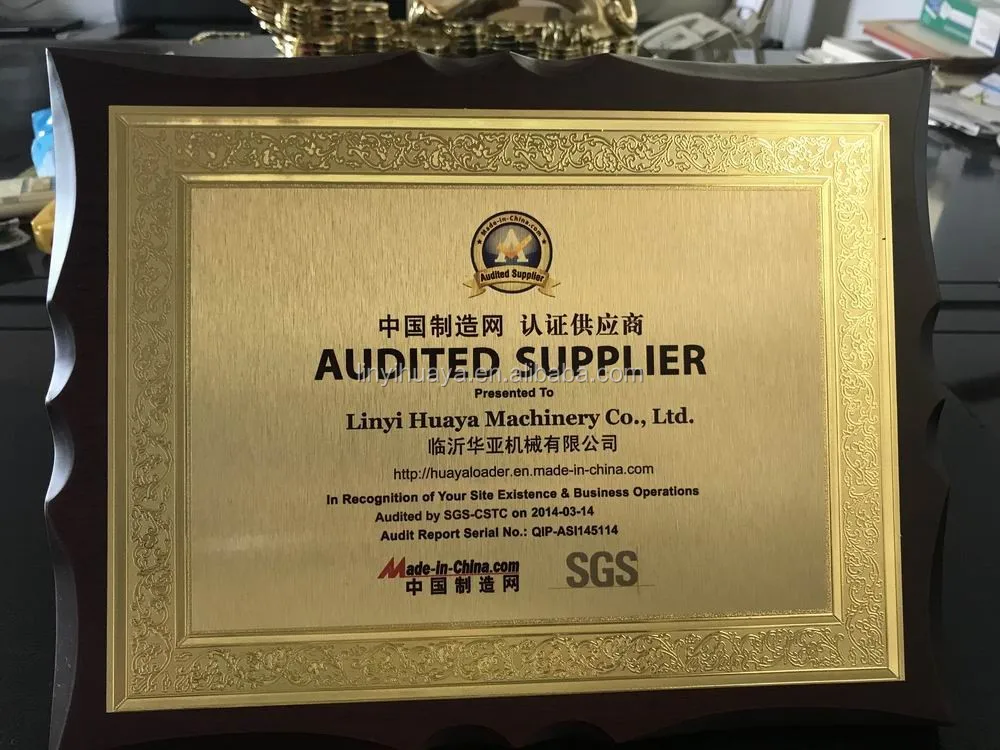 Made-in-China.com
Audited Supplier
中国制造网 认证供应商
AUDITED SUPPLIER
inyihuaya.en.alibaba.com
Presented To
Linyi Huaya Machinery Co., Ltd.
临沂华亚机械有限公司
http://huayaloader.en.made-in-china.com
In Recognition of Your Site Existence & Business Operations
Audited by SGS-CSTC on 2014-03-14
Audit Report Serial No.: QIP-ASI145114
Made-in-China.com
中国制造网
SGS